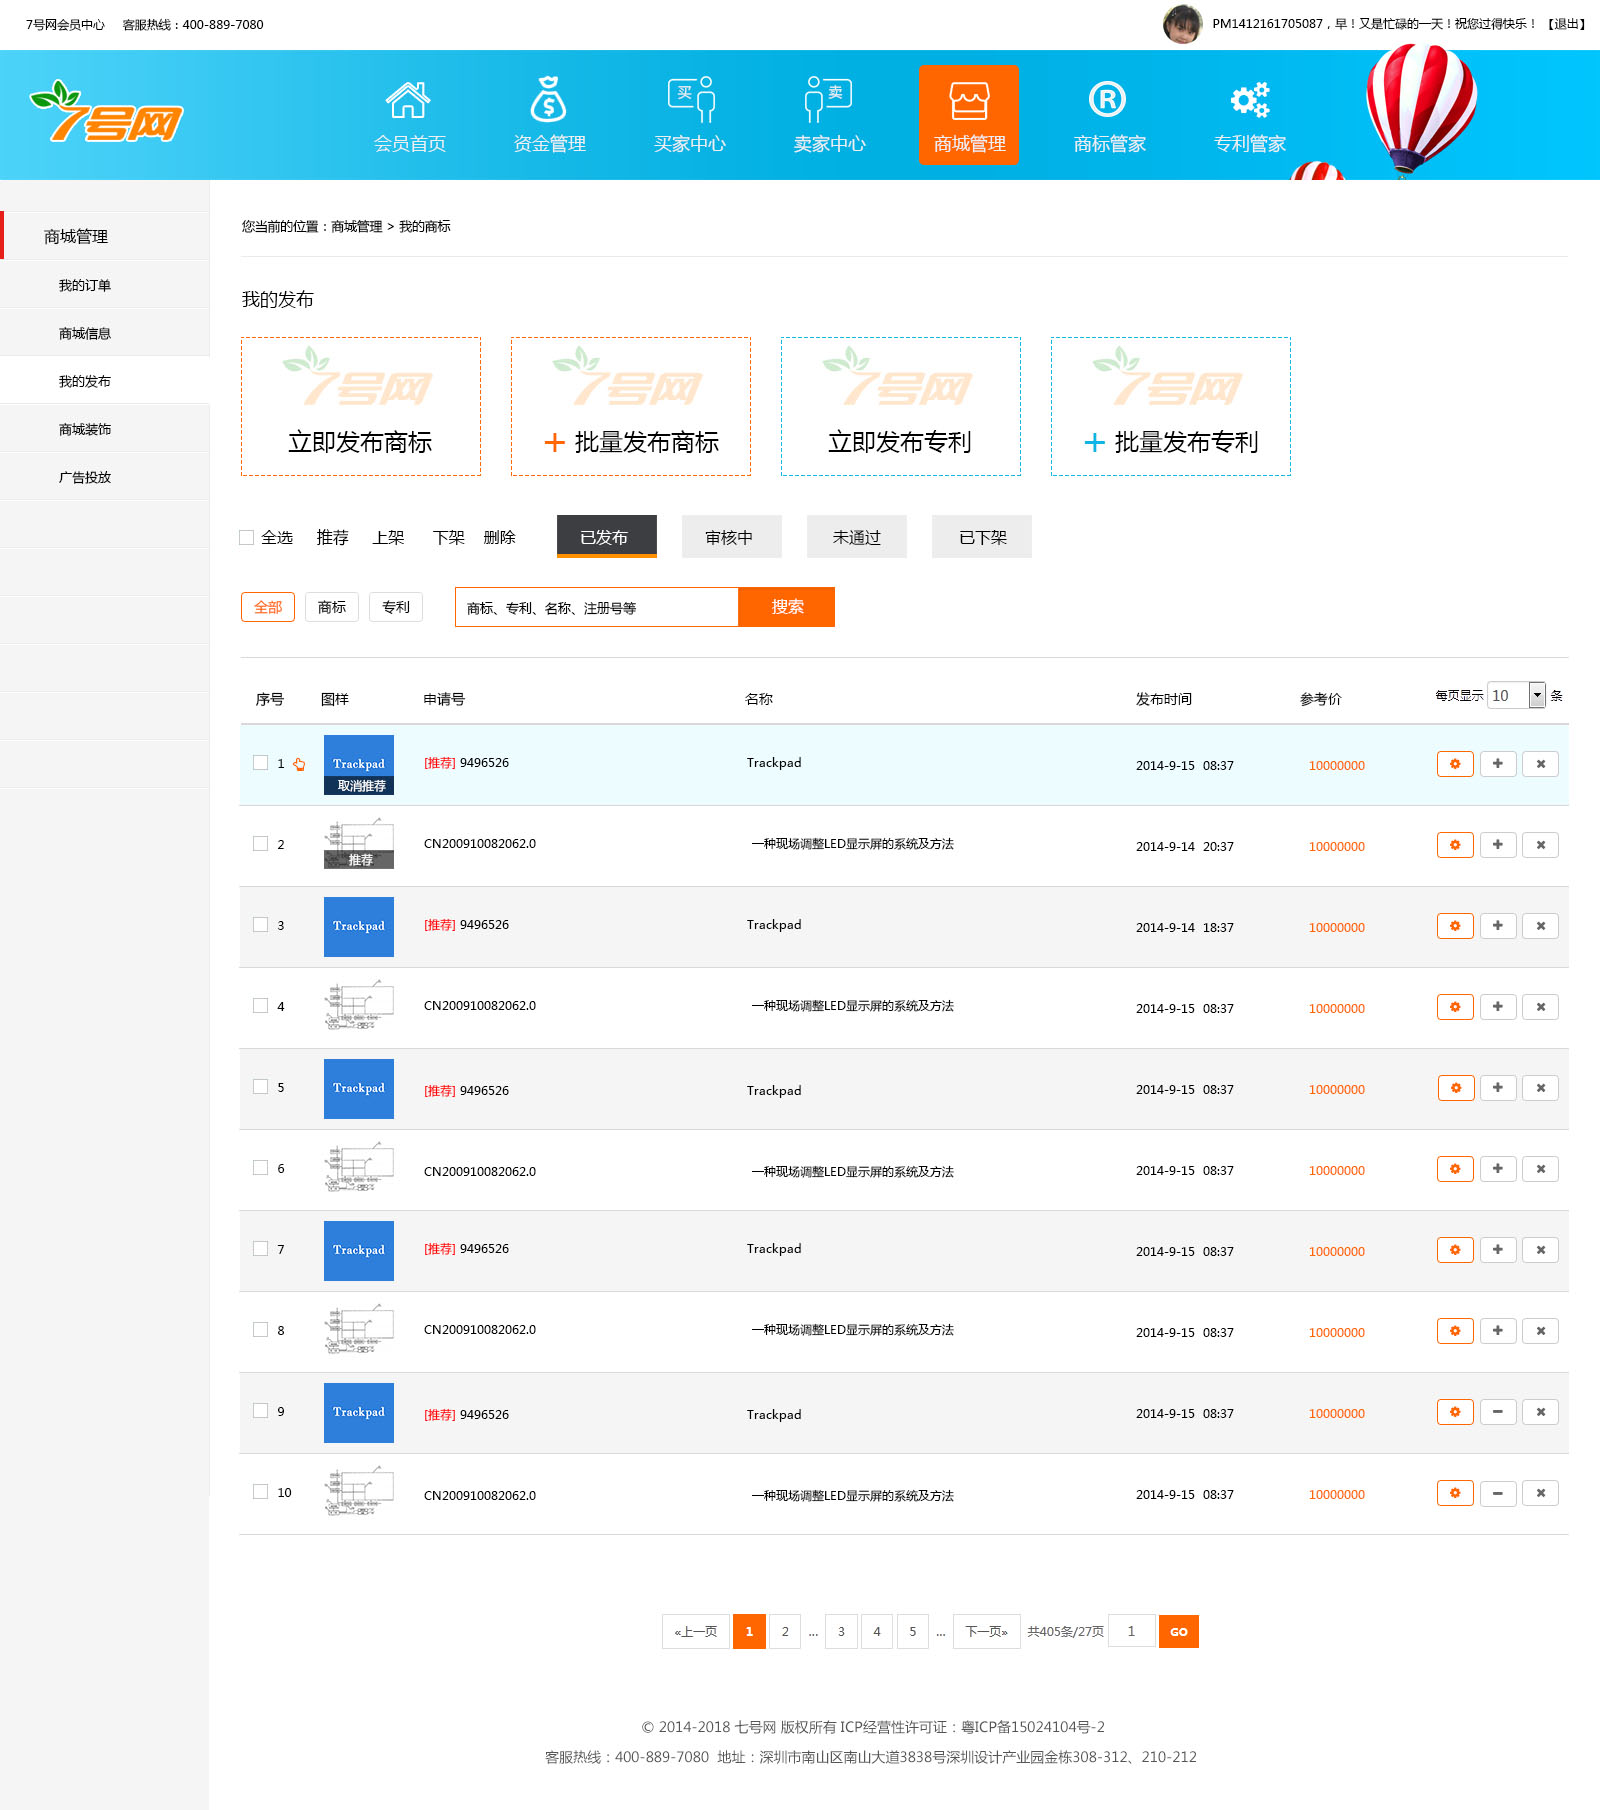 7号网会员中心 客服热线：400-889-7080 PM1412161705087，早！又是忙碌的一天！祝您过得快乐！ 【退出】
7号网
会员首页 资金管理 买 买家中心 卖 卖家中心 商城管理 R 商标管家 专利管家
商城管理
我的订单
商城信息
我的发布
商城装饰
广告投放
您当前的位置：商城管理 > 我的商标
我的发布
7号网 7号网 7号网 7号网
立即发布商标 + 批量发布商标 立即发布专利 + 批量发布专利
全选 推荐 上架 下架 删除 已发布 审核中 未通过 已下架
全部 商标 专利 商标、专利、名称、注册号等 搜索
序号 图样 申请号 名称 发布时间 参考价 每页显示 10 条
1 Trackpad 取消推荐 [推荐] 9496526 Trackpad 2014-9-15 08:37 10000000
2 推荐 CN200910082062.0 一种现场调整LED显示屏的系统及方法 2014-9-14 20:37 10000000
3 Trackpad [推荐] 9496526 Trackpad 2014-9-14 18:37 10000000
4 CN200910082062.0 一种现场调整LED显示屏的系统及方法 2014-9-15 08:37 10000000
5 Trackpad [推荐] 9496526 Trackpad 2014-9-15 08:37 10000000
6 CN200910082062.0 一种现场调整LED显示屏的系统及方法 2014-9-15 08:37 10000000
7 Trackpad [推荐] 9496526 Trackpad 2014-9-15 08:37 10000000
8 CN200910082062.0 一种现场调整LED显示屏的系统及方法 2014-9-15 08:37 10000000
9 Trackpad [推荐] 9496526 Trackpad 2014-9-15 08:37 10000000
10 CN200910082062.0 一种现场调整LED显示屏的系统及方法 2014-9-15 08:37 10000000
«上一页 1 2 ... 3 4 5 ... 下一页» 共405条/27页 1 GO
© 2014-2018 七号网 版权所有 ICP经营性许可证：粤ICP备15024104号-2
客服热线：400-889-7080 地址：深圳市南山区南山大道3838号深圳设计产业园金栋308-312、210-212